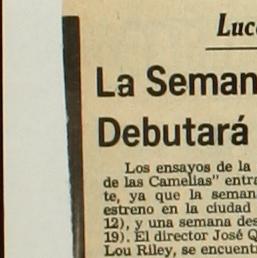 Luc
La Seman
Debutará
Los ensayos de la
de las Camelias" entra
te, ya que la seman
estreno en la ciudad
12), y una semana des
19). El director José Q
Lou Riley, se encuent